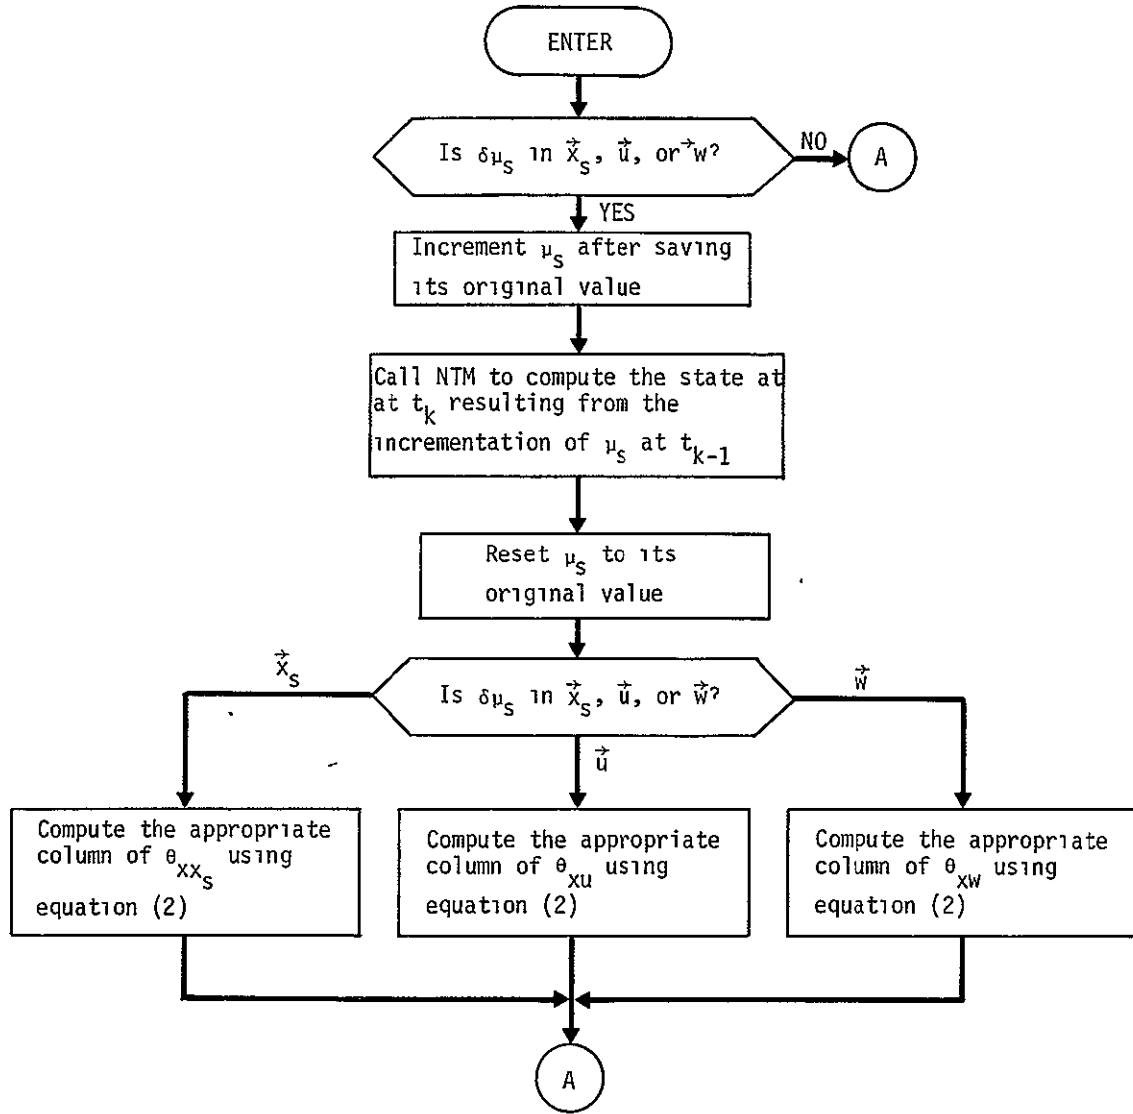 ENTER
Is δμₛ in x⃗ₛ, u⃗, or w⃗?
NO
A
YES
Increment μₛ after saving
its original value
Call NTM to compute the state at
at tₖ resulting from the
incrementation of μₛ at tₖ₋₁
Reset μₛ to its
original value
x⃗ₛ
Is δμₛ in x⃗ₛ, u⃗, or w⃗?
w⃗
u⃗
Compute the appropriate
column of θ_xxₛ using
equation (2)
Compute the appropriate
column of θ_xu using
equation (2)
Compute the appropriate
column of θ_xw using
equation (2)
A